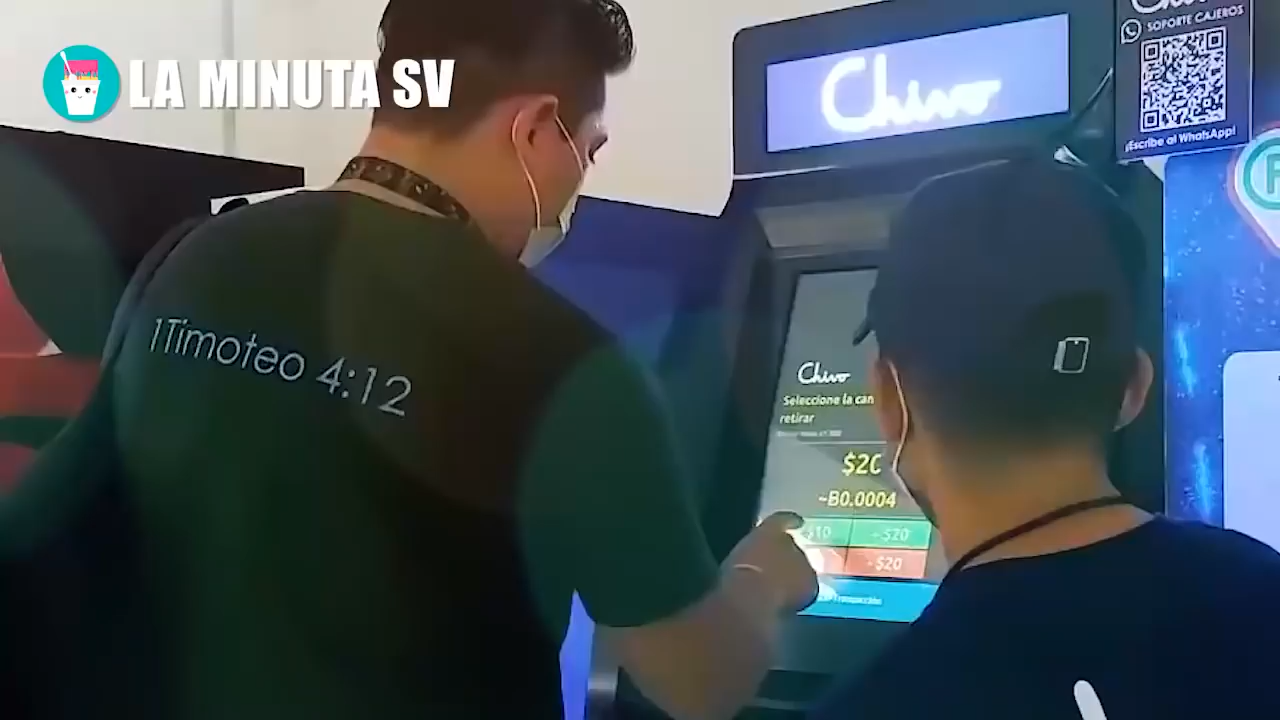 LA MINUTA SV
Chivo
SOPORTE CAJEROS
¡Escribe al WhatsApp!
1Timoteo 4:12
Chivo
Seleccione la can
retirar
$20
~B0.0004
$10
+$20
-$20